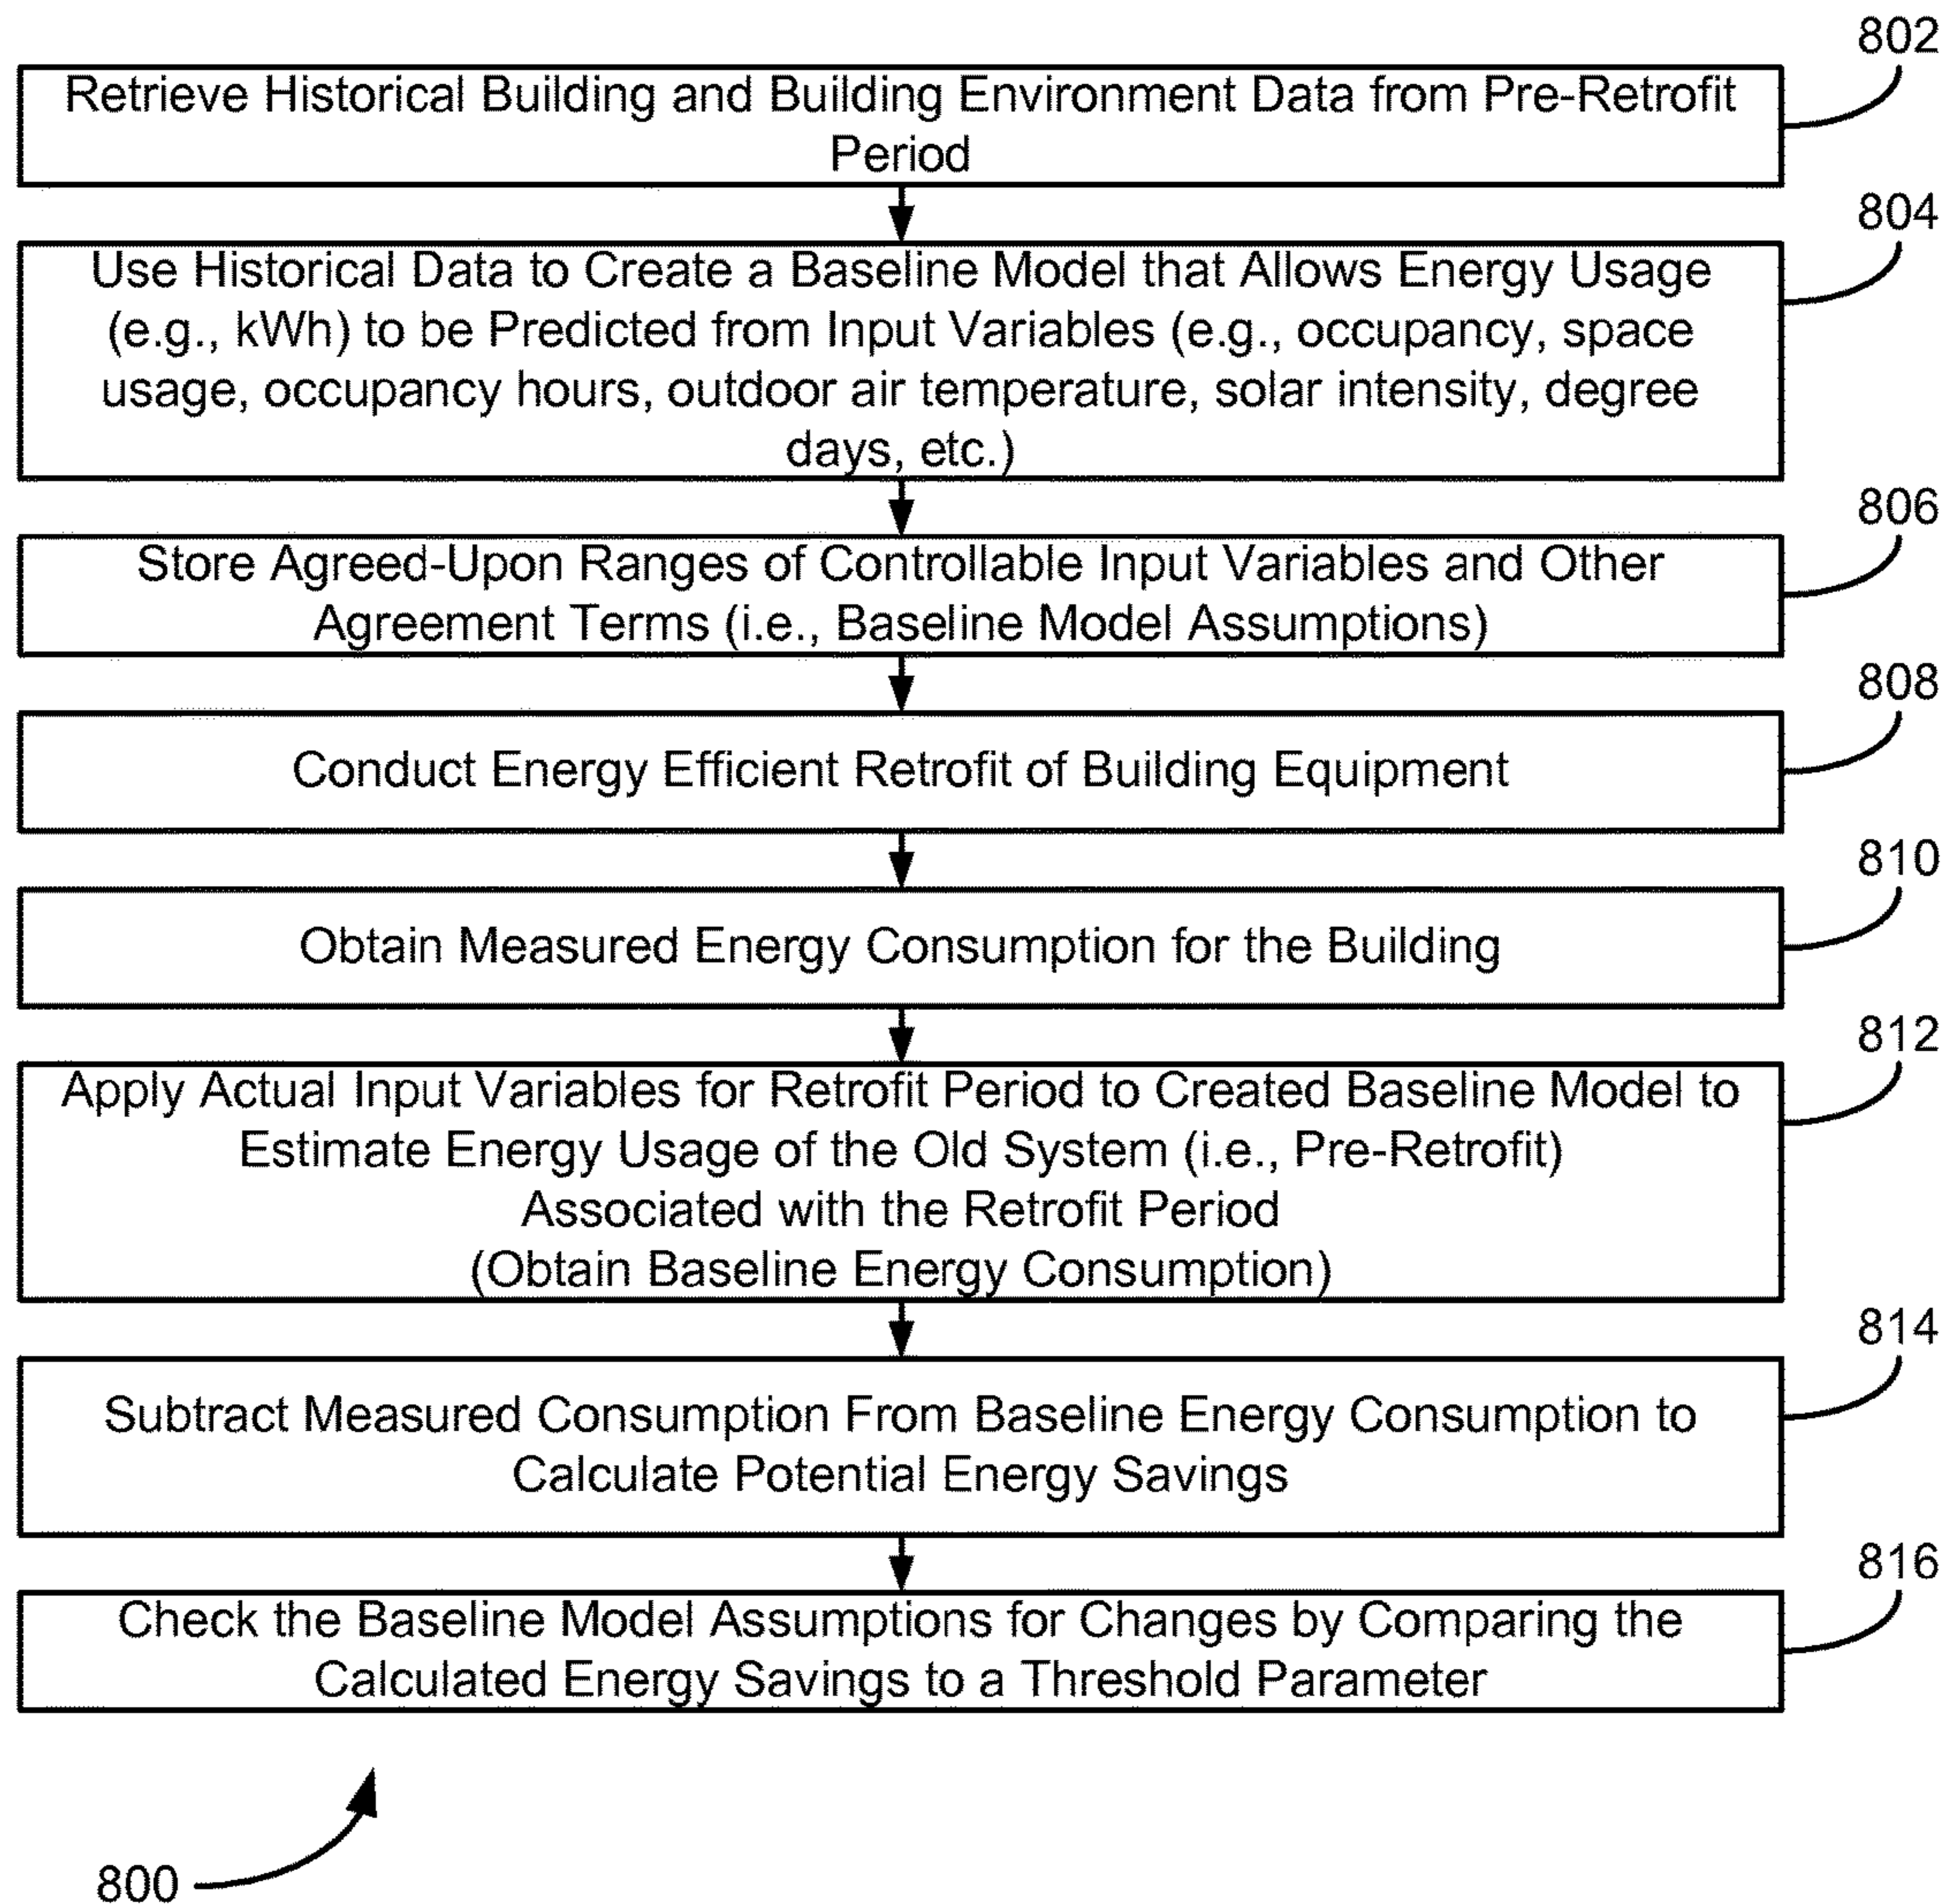 802
Retrieve Historical Building and Building Environment Data from Pre-Retrofit
Period
804
Use Historical Data to Create a Baseline Model that Allows Energy Usage
(e.g., kWh) to be Predicted from Input Variables (e.g., occupancy, space
usage, occupancy hours, outdoor air temperature, solar intensity, degree
days, etc.)
806
Store Agreed-Upon Ranges of Controllable Input Variables and Other
Agreement Terms (i.e., Baseline Model Assumptions)
808
Conduct Energy Efficient Retrofit of Building Equipment
810
Obtain Measured Energy Consumption for the Building
812
Apply Actual Input Variables for Retrofit Period to Created Baseline Model to
Estimate Energy Usage of the Old System (i.e., Pre-Retrofit)
Associated with the Retrofit Period
(Obtain Baseline Energy Consumption)
814
Subtract Measured Consumption From Baseline Energy Consumption to
Calculate Potential Energy Savings
816
Check the Baseline Model Assumptions for Changes by Comparing the
Calculated Energy Savings to a Threshold Parameter
800